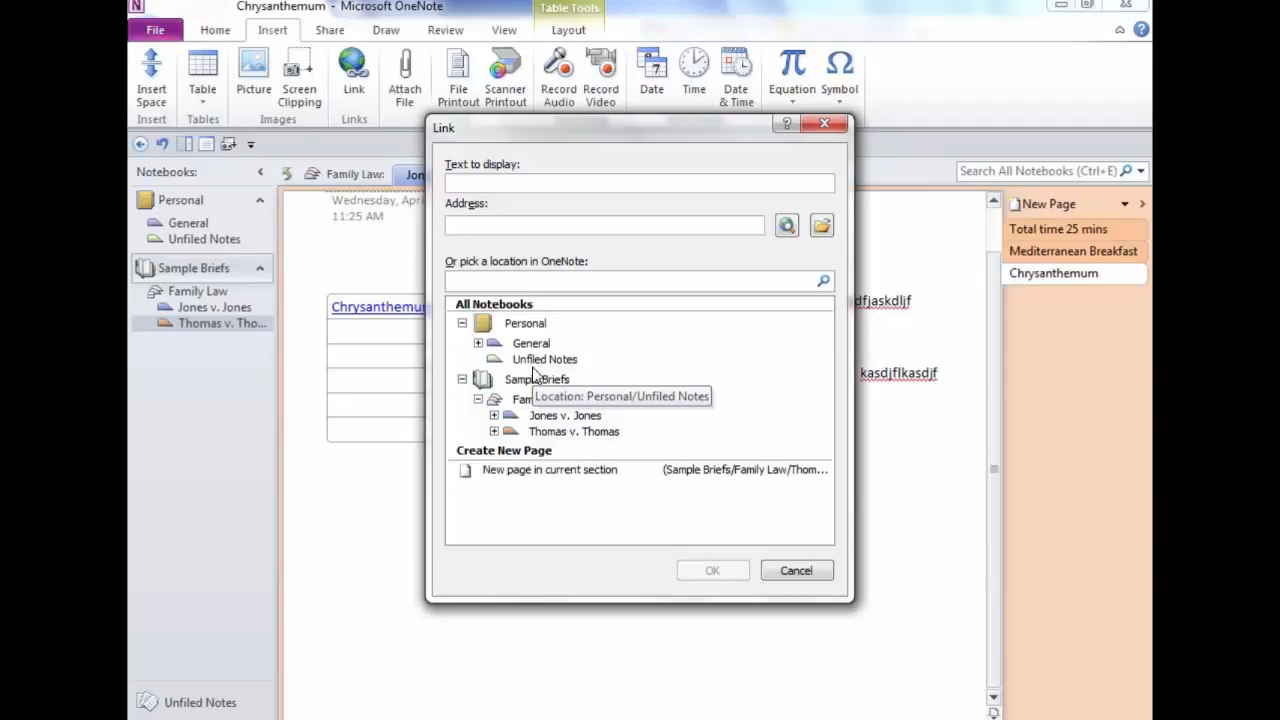 Chrysanthemum - Microsoft OneNote
Table Tools
File
Home
Insert
Share
Draw
Review
View
Layout
Insert
Space
Table
Picture
Screen
Clipping
Link
Attach
File
File
Printout
Scanner
Printout
Record
Audio
Record
Video
Date
Time
Date
& Time
Equation
Symbol
Insert
Tables
Images
Links
Notebooks:
Personal
General
Unfiled Notes
Sample Briefs
Family Law
Jones v. Jones
Thomas v. Tho...
Unfiled Notes
Family Law:
Jon
Search All Notebooks (Ctrl+E)
Wednesday, Apri
11:25 AM
Chrysanthemu
dfjaskdljf
kasdjflkasdjf
New Page
Total time 25 mins
Mediterranean Breakfast
Chrysanthemum
Link
Text to display:
Address:
Or pick a location in OneNote:
All Notebooks
Personal
General
Unfiled Notes
Sample Briefs
Fam
Location: Personal/Unfiled Notes
Jones v. Jones
Thomas v. Thomas
Create New Page
New page in current section (Sample Briefs/Family Law/Thom...
OK
Cancel